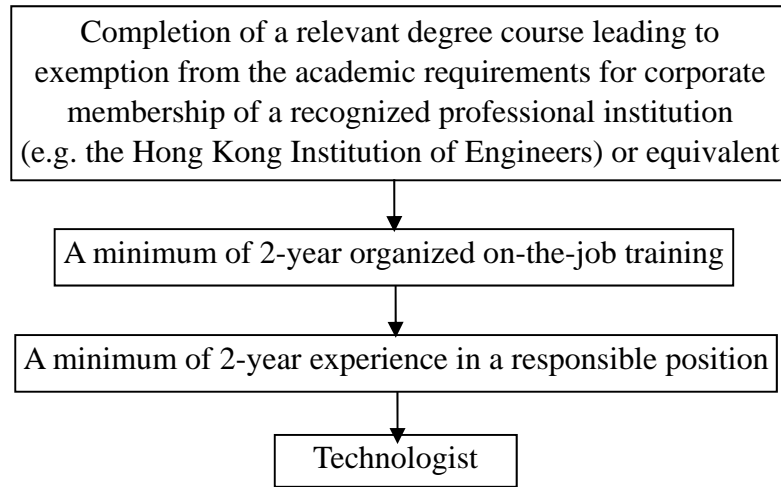 Completion of a relevant degree course leading to
exemption from the academic requirements for corporate
membership of a recognized professional institution
(e.g. the Hong Kong Institution of Engineers) or equivalent
A minimum of 2-year organized on-the-job training
A minimum of 2-year experience in a responsible position
Technologist